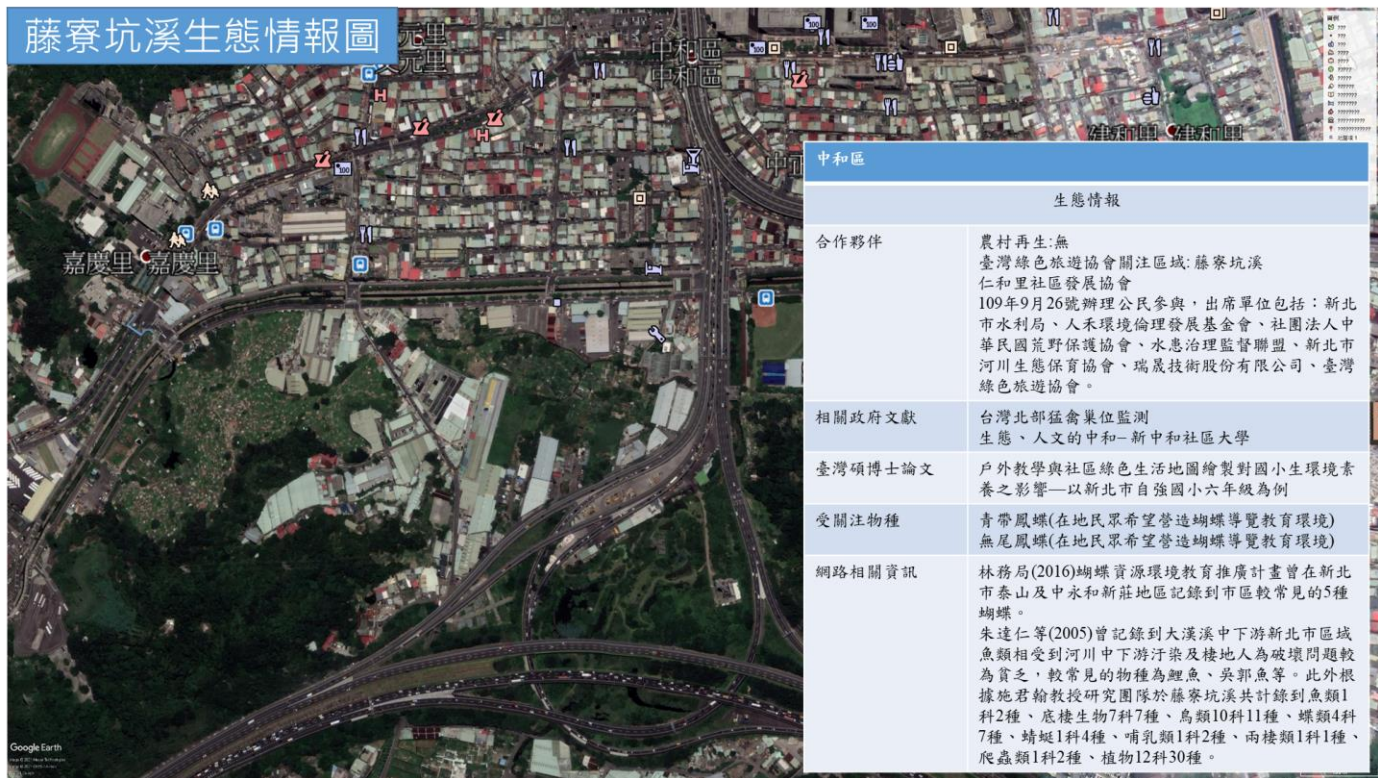 藤寮坑溪生態情報圖
中和區
中和區
嘉慶里
嘉慶里
建和里
建和里
中和區
生態情報
合作夥伴
農村再生:無
臺灣綠色旅遊協會關注區域: 藤寮坑溪
仁和里社區發展協會
109年9月26號辦理公民參與，出席單位包括：新北
市水利局、人禾環境倫理發展基金會、社團法人中
華民國荒野保護協會、水患治理監督聯盟、新北市
河川生態保育協會、瑞晟技術股份有限公司、臺灣
綠色旅遊協會。
相關政府文獻
台灣北部猛禽巢位監測
生態、人文的中和–新中和社區大學
臺灣碩博士論文
戶外教學與社區綠色生活地圖繪製對國小生環境素
養之影響—以新北市自強國小六年級為例
受關注物種
青帶鳳蝶(在地民眾希望營造蝴蝶導覽教育環境)
無尾鳳蝶(在地民眾希望營造蝴蝶導覽教育環境)
網路相關資訊
林務局(2016)蝴蝶資源環境教育推廣計畫曾在新北
市泰山及中永和新莊地區記錄到市區較常見的5種
蝴蝶。
朱達仁等(2005)曾記錄到大漢溪中下游新北市區域
魚類相受到河川中下游汙染及棲地人為破壞問題較
為貧乏，較常見的物種為鯉魚、吳郭魚等。此外根
據施君翰教授研究團隊於藤寮坑溪共計錄到魚類1
科2種、底棲生物7科7種、鳥類10科11種、蝶類4科
7種、蜻蜓1科4種、哺乳類1科2種、兩棲類1科1種、
爬蟲類1科2種、植物12科30種。
Google Earth